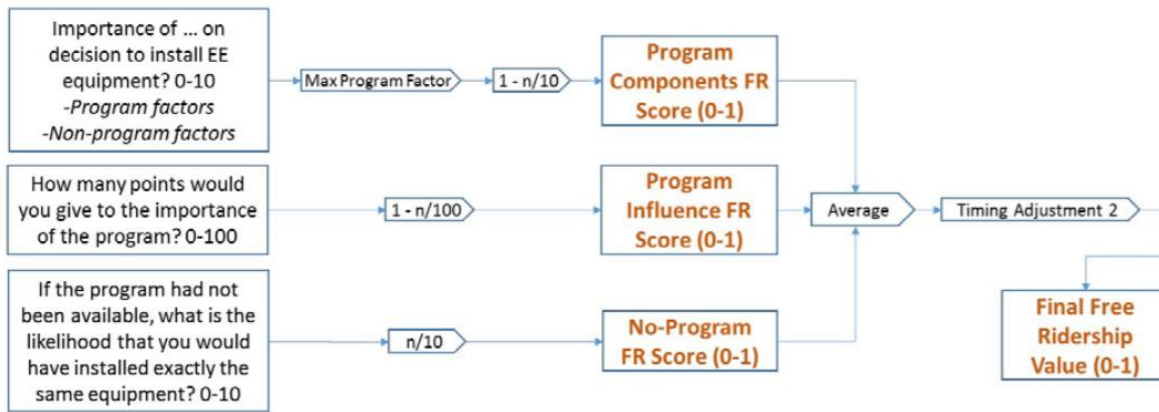 Importance of ... on
decision to install EE
equipment? 0-10
-Program factors
-Non-program factors
Max Program Factor
1 - n/10
Program
Components FR
Score (0-1)
How many points would
you give to the importance
of the program? 0-100
1 - n/100
Program
Influence FR
Score (0-1)
Average
Timing Adjustment 2
If the program had not
been available, what is the
likelihood that you would
have installed exactly the
same equipment? 0-10
n/10
No-Program
FR Score (0-1)
Final Free
Ridership
Value (0-1)